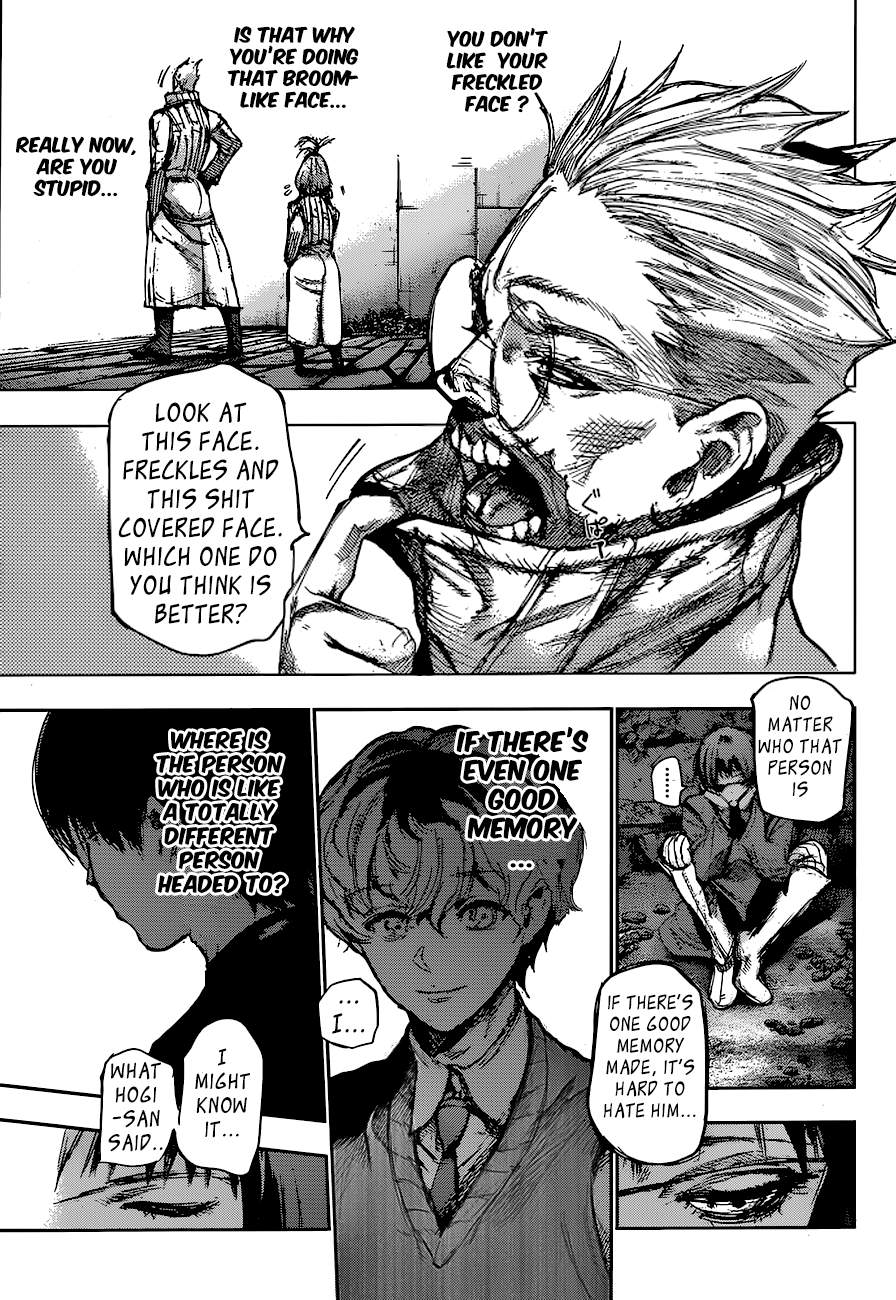 YOU DON'T
LIKE YOUR
FRECKLED
FACE ?
IS THAT WHY
YOU'RE DOING
THAT BROOM-
LIKE FACE...
REALLY NOW,
ARE YOU
STUPID...
LOOK AT
THIS FACE.
FRECKLES AND
THIS SHIT
COVERED FACE.
WHICH ONE DO
YOU THINK IS
BETTER?
ぐぱァ
NO
MATTER
WHO THAT
PERSON
IS
.....
IF THERE'S
ONE GOOD
MEMORY
MADE, IT'S
HARD TO
HATE HIM...
IF THERE'S
EVEN ONE
GOOD
MEMORY
...
...
I...
WHERE IS
THE PERSON
WHO IS LIKE
A TOTALLY
DIFFERENT
PERSON
HEADED TO?
I
MIGHT
KNOW
IT...
WHAT
HOGI
-SAN
SAID..